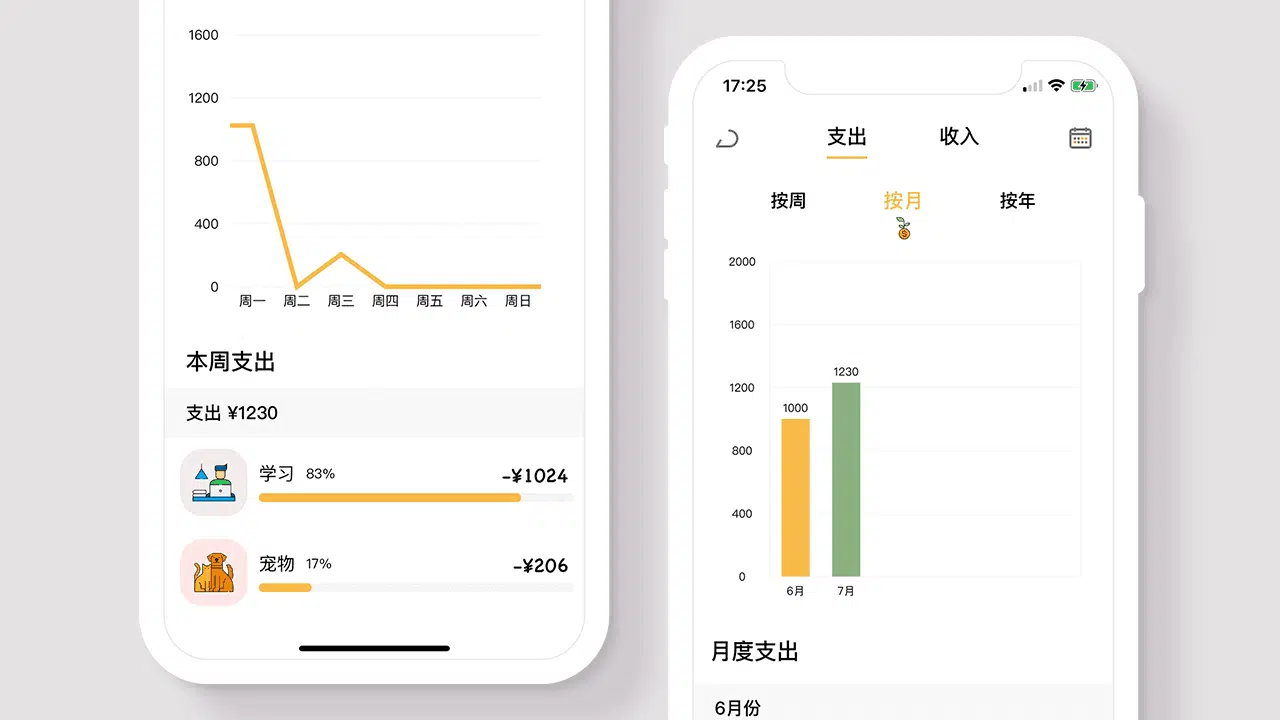 1600
1200
800
400
0
周一 周二 周三 周四 周五 周六 周日
本周支出
支出 ¥1230
学习 83% -¥1024
宠物 17% -¥206
17:25
支出 收入
按周 按月 按年
2000
1600
1200
800
400
0
1000
1230
6月 7月
月度支出
6月份